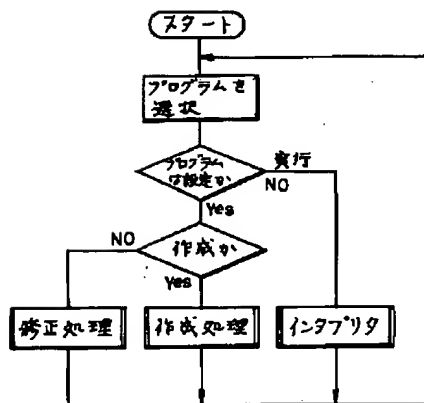 スタート
プログラムを
選択
プログラム
は設定か
実行
NO
Yes
NO
作成か
Yes
修正処理
作成処理
インタプリタ